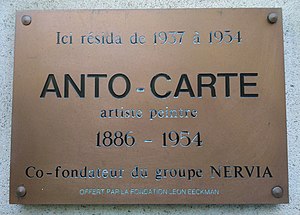 Ici résida de 1937 à 1954
ANTO-CARTE
artiste peintre
1886 - 1954
Co-fondateur du groupe NERVIA
OFFERT PAR LA FONDATION LEON EECKMAN